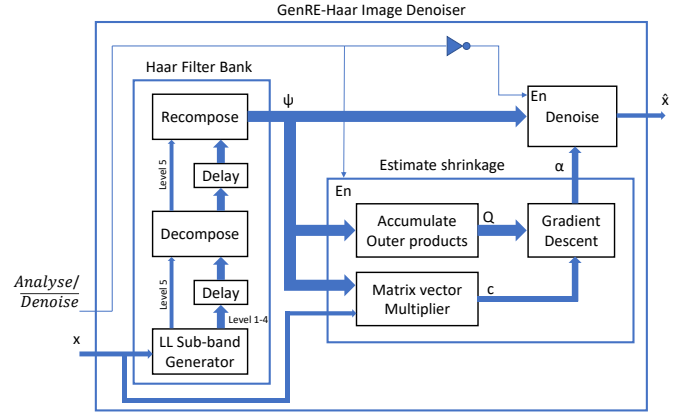 GenRE-Haar Image Denoiser
Haar Filter Bank
ψ
En
x̂
Recompose
Denoise
Level 5
Delay
Estimate shrinkage
α
En
Decompose
Accumulate
Outer products
Q
Gradient
Descent
Analyse/
Denoise
Level 5
Delay
Matrix vector
Multiplier
c
Level 1-4
x
LL Sub-band
Generator